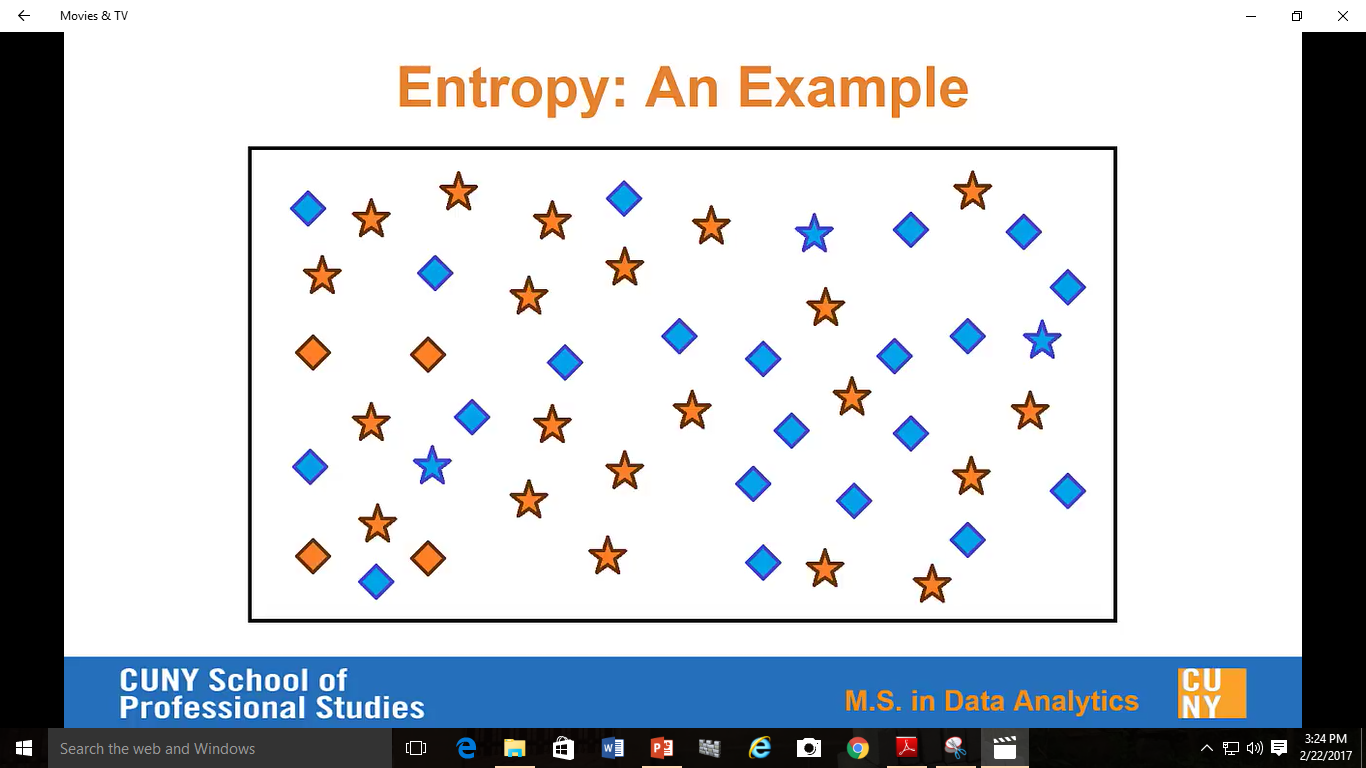 Movies & TV
Entropy: An Example
CUNY School of
Professional Studies
M.S. in Data Analytics
CU
NY
Search the web and Windows
3:24 PM
2/22/2017